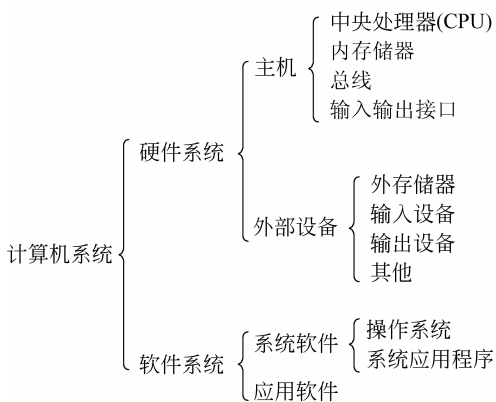 计算机系统
硬件系统
主机
中央处理器(CPU)
内存储器
总线
输入输出接口
外部设备
外存储器
输入设备
输出设备
其他
软件系统
系统软件
操作系统
系统应用程序
应用软件